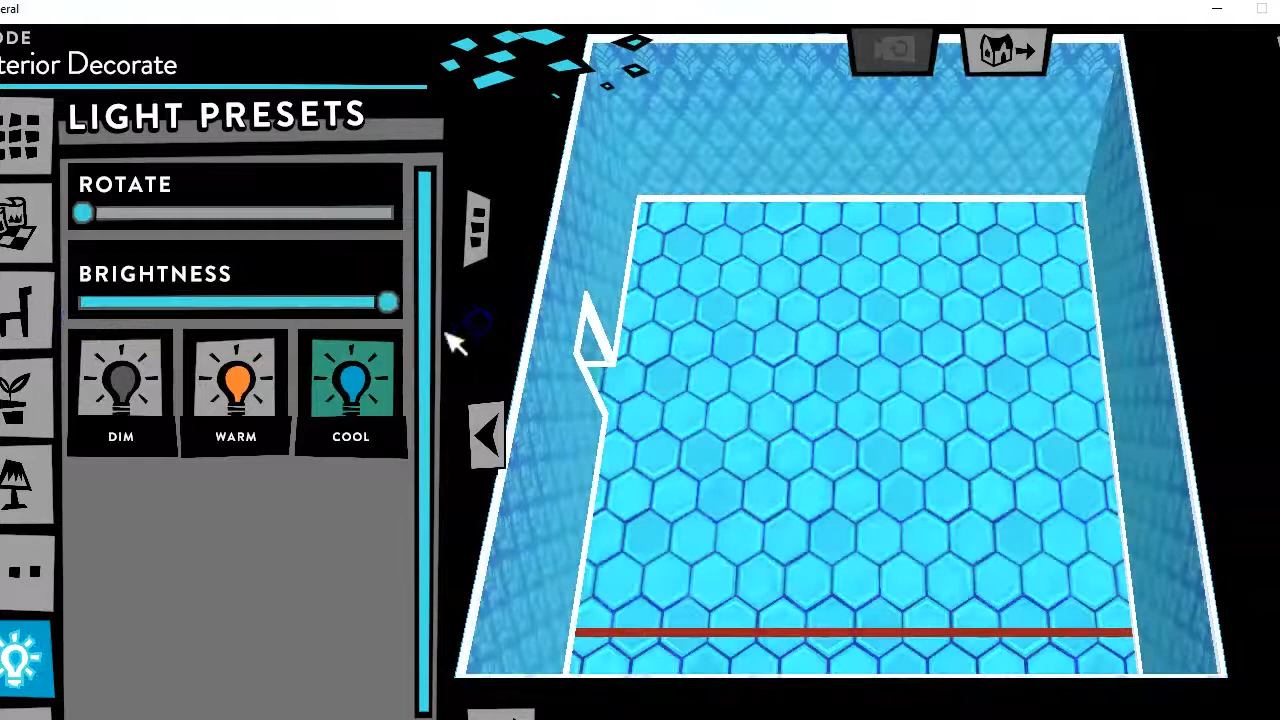 eral
ODE
terior Decorate
LIGHT PRESETS
ROTATE
BRIGHTNESS
DIM
WARM
COOL